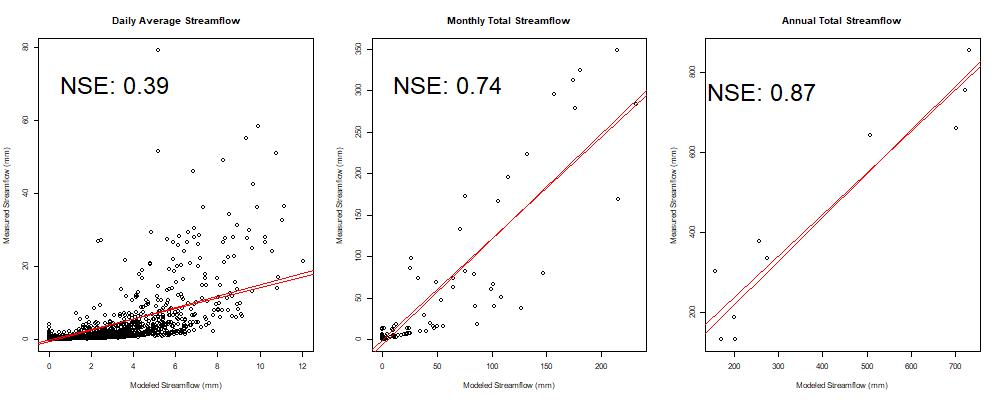 Daily Average Streamflow
NSE: 0.39
Measured Streamflow (mm)
0 20 40 60 80
0 2 4 6 8 10 12
Modeled Streamflow (mm)
Monthly Total Streamflow
NSE: 0.74
Measured Streamflow (mm)
0 50 100 150 200 250 300 350
0 50 100 150 200
Modeled Streamflow (mm)
Annual Total Streamflow
NSE: 0.87
Measured Streamflow (mm)
200 400 600 800
200 300 400 500 600 700
Modeled Streamflow (mm)